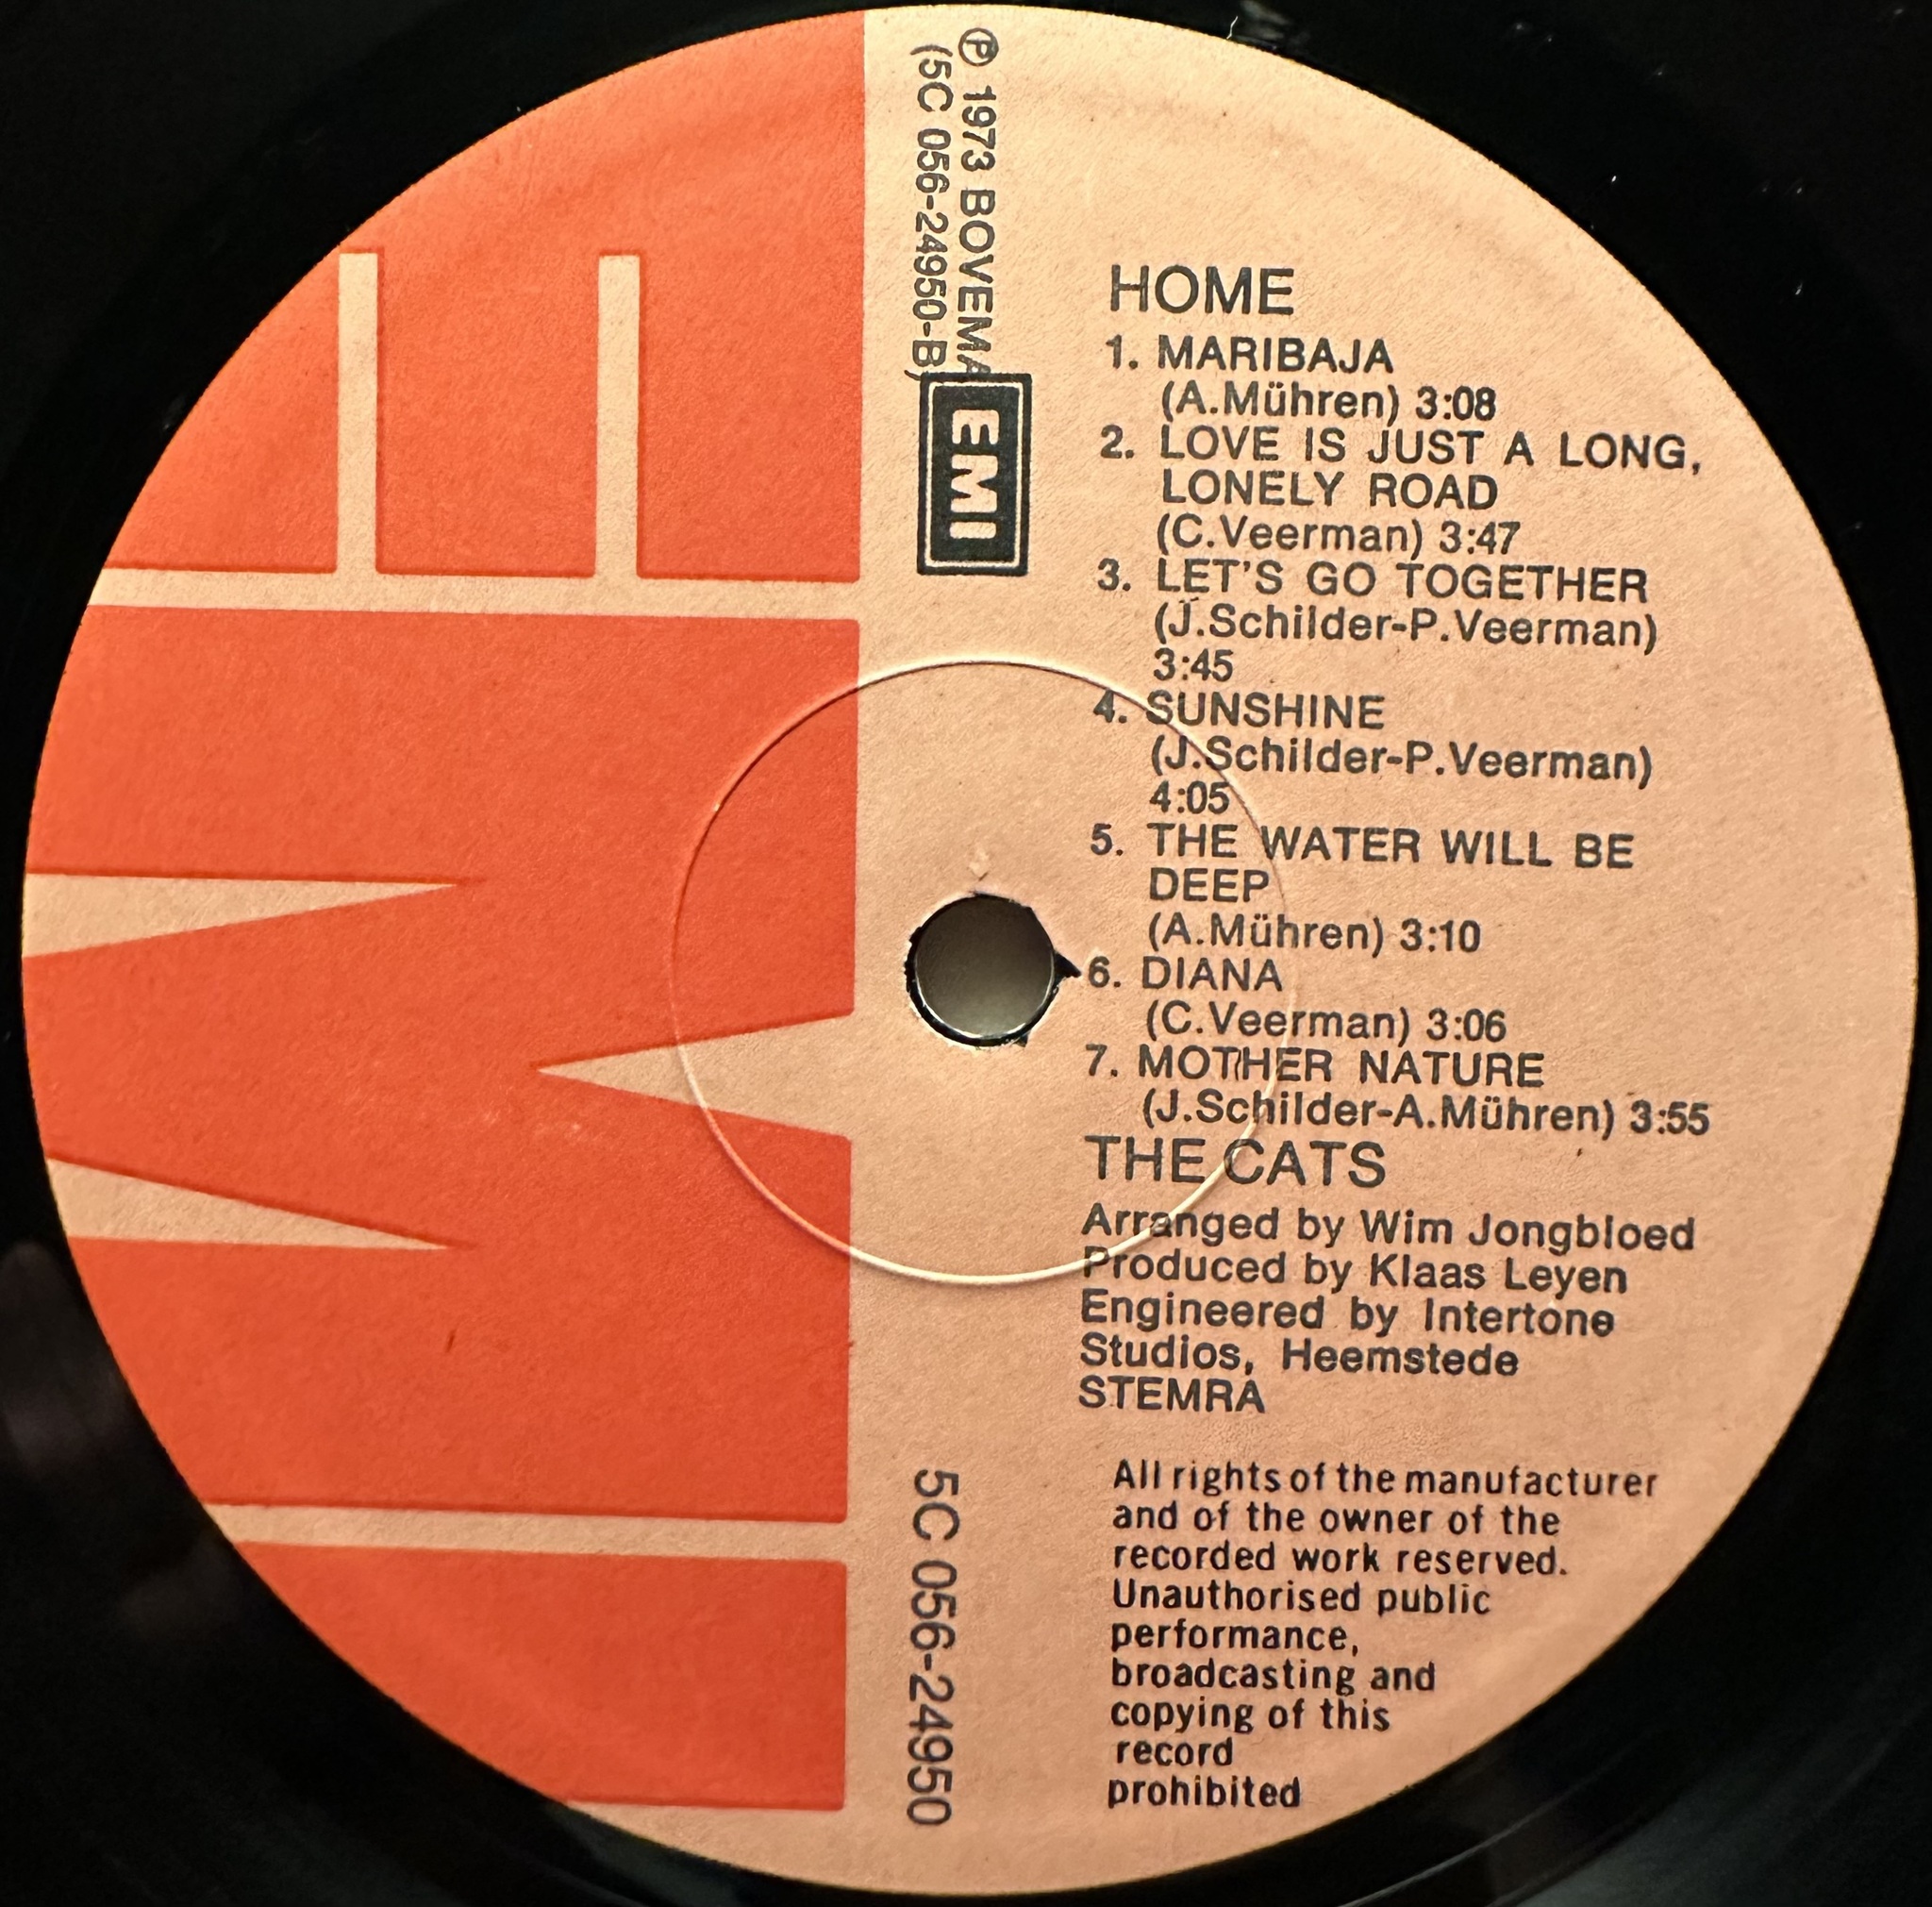 ℗ 1973 BOVEMA
(5C 056-24950-B)
EMI
HOME
1. MARIBAJA
(A.Mühren) 3:08
2. LOVE IS JUST A LONG,
LONELY ROAD
(C.Veerman) 3:47
3. LET'S GO TOGETHER
(J.Schilder-P.Veerman)
3:45
4. SUNSHINE
(J.Schilder-P.Veerman)
4:05
5. THE WATER WILL BE
DEEP
(A.Mühren) 3:10
6. DIANA
(C.Veerman) 3:06
7. MOTHER NATURE
(J.Schilder-A.Mühren) 3:55
THE CATS
Arranged by Wim Jongbloed
Produced by Klaas Leyen
Engineered by Intertone
Studios, Heemstede
STEMRA
5C 056-24950
All rights of the manufacturer
and of the owner of the
recorded work reserved.
Unauthorised public
performance,
broadcasting and
copying of this
record
prohibited
EMI